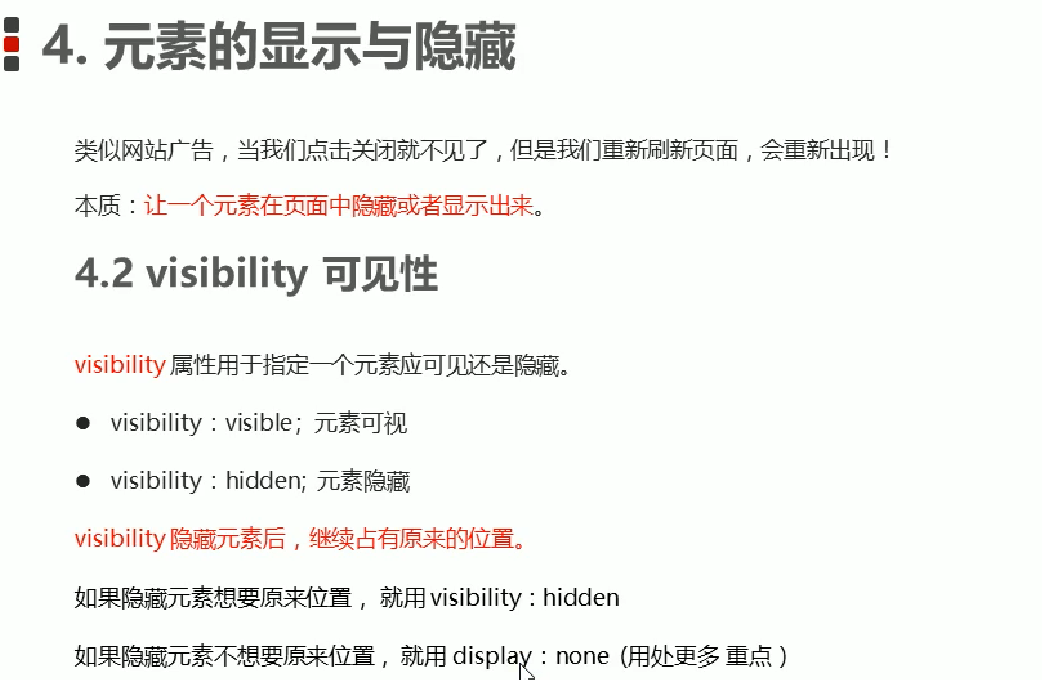 4. 元素的显示与隐藏
类似网站广告，当我们点击关闭就不见了，但是我们重新刷新页面，会重新出现！
本质：让一个元素在页面中隐藏或者显示出来。
4.2 visibility 可见性
visibility 属性用于指定一个元素应可见还是隐藏。
● visibility：visible; 元素可视
● visibility：hidden; 元素隐藏
visibility 隐藏元素后，继续占有原来的位置。
如果隐藏元素想要原来位置， 就用 visibility：hidden
如果隐藏元素不想要原来位置， 就用 display：none (用处更多 重点）